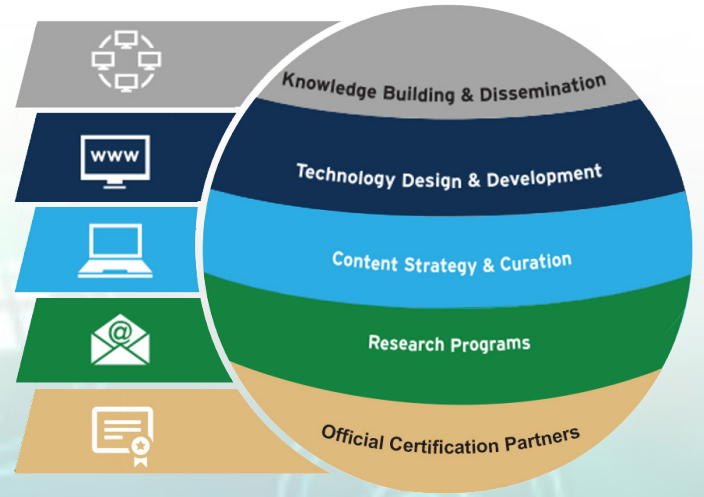 Knowledge Building & Dissemination
www
Technology Design & Development
Content Strategy & Curation
@
Research Programs
Official Certification Partners